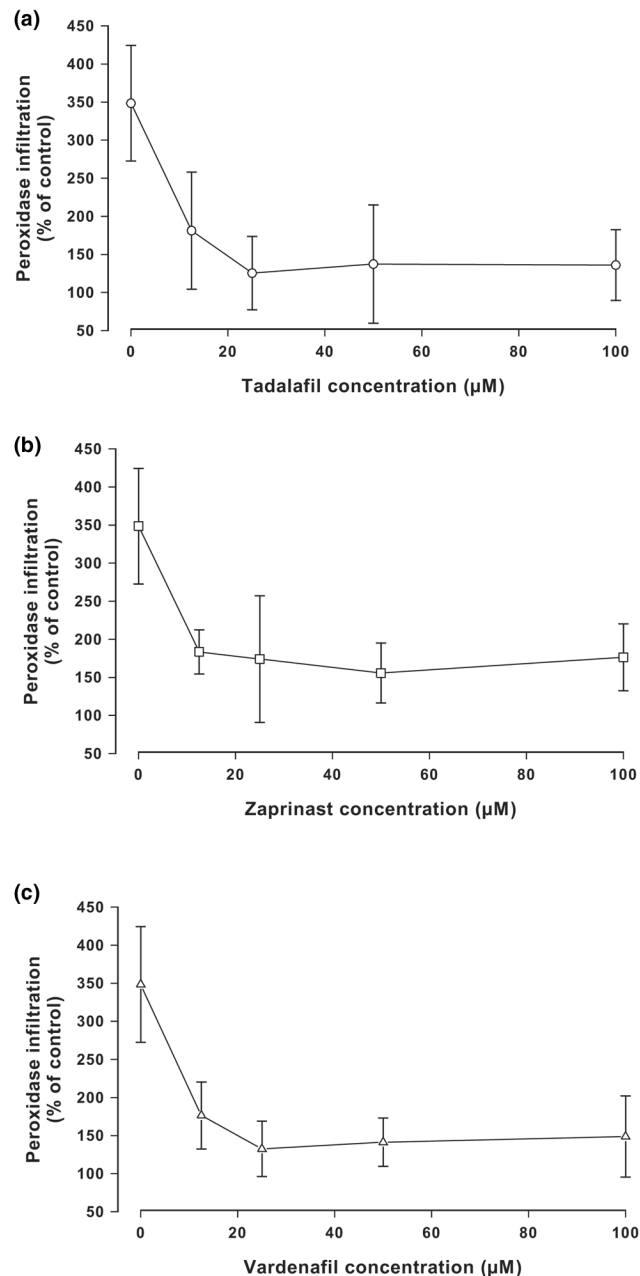 (a)
Peroxidase infiltration
(% of control)
450
400
350
300
250
200
150
100
50
0 20 40 60 80 100
Tadalafil concentration (µM)
(b)
Peroxidase infiltration
(% of control)
450
400
350
300
250
200
150
100
50
0 20 40 60 80 100
Zaprinast concentration (µM)
(c)
Peroxidase infiltration
(% of control)
450
400
350
300
250
200
150
100
50
0 20 40 60 80 100
Vardenafil concentration (µM)